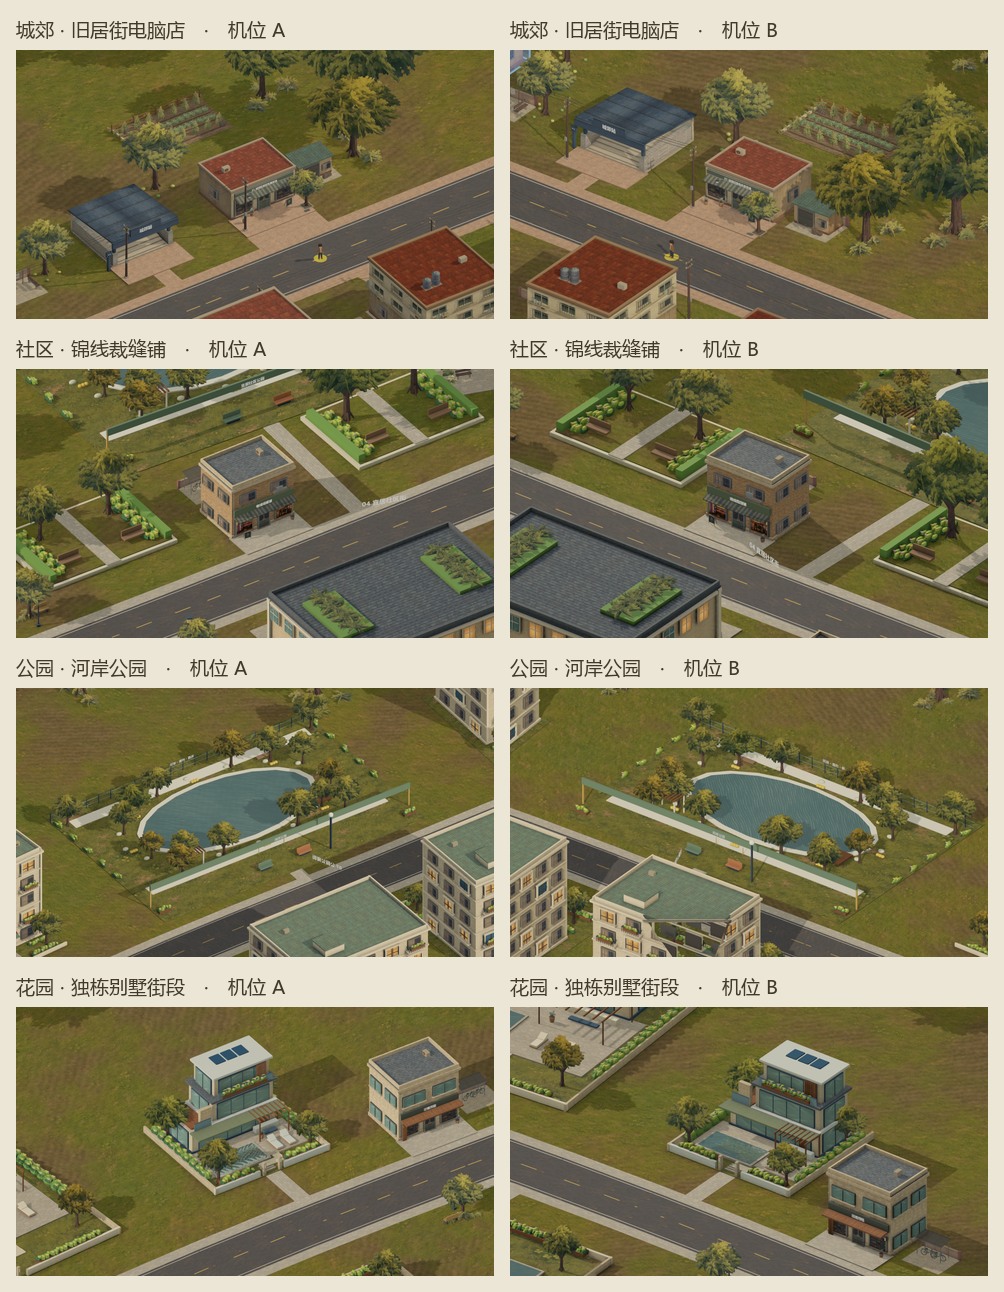 城郊 · 旧居街电脑店 · 机位 A
城郊 · 旧居街电脑店 · 机位 B
社区 · 锦线裁缝铺 · 机位 A
社区 · 锦线裁缝铺 · 机位 B
公园 · 河岸公园 · 机位 A
公园 · 河岸公园 · 机位 B
花园 · 独栋别墅街段 · 机位 A
花园 · 独栋别墅街段 · 机位 B